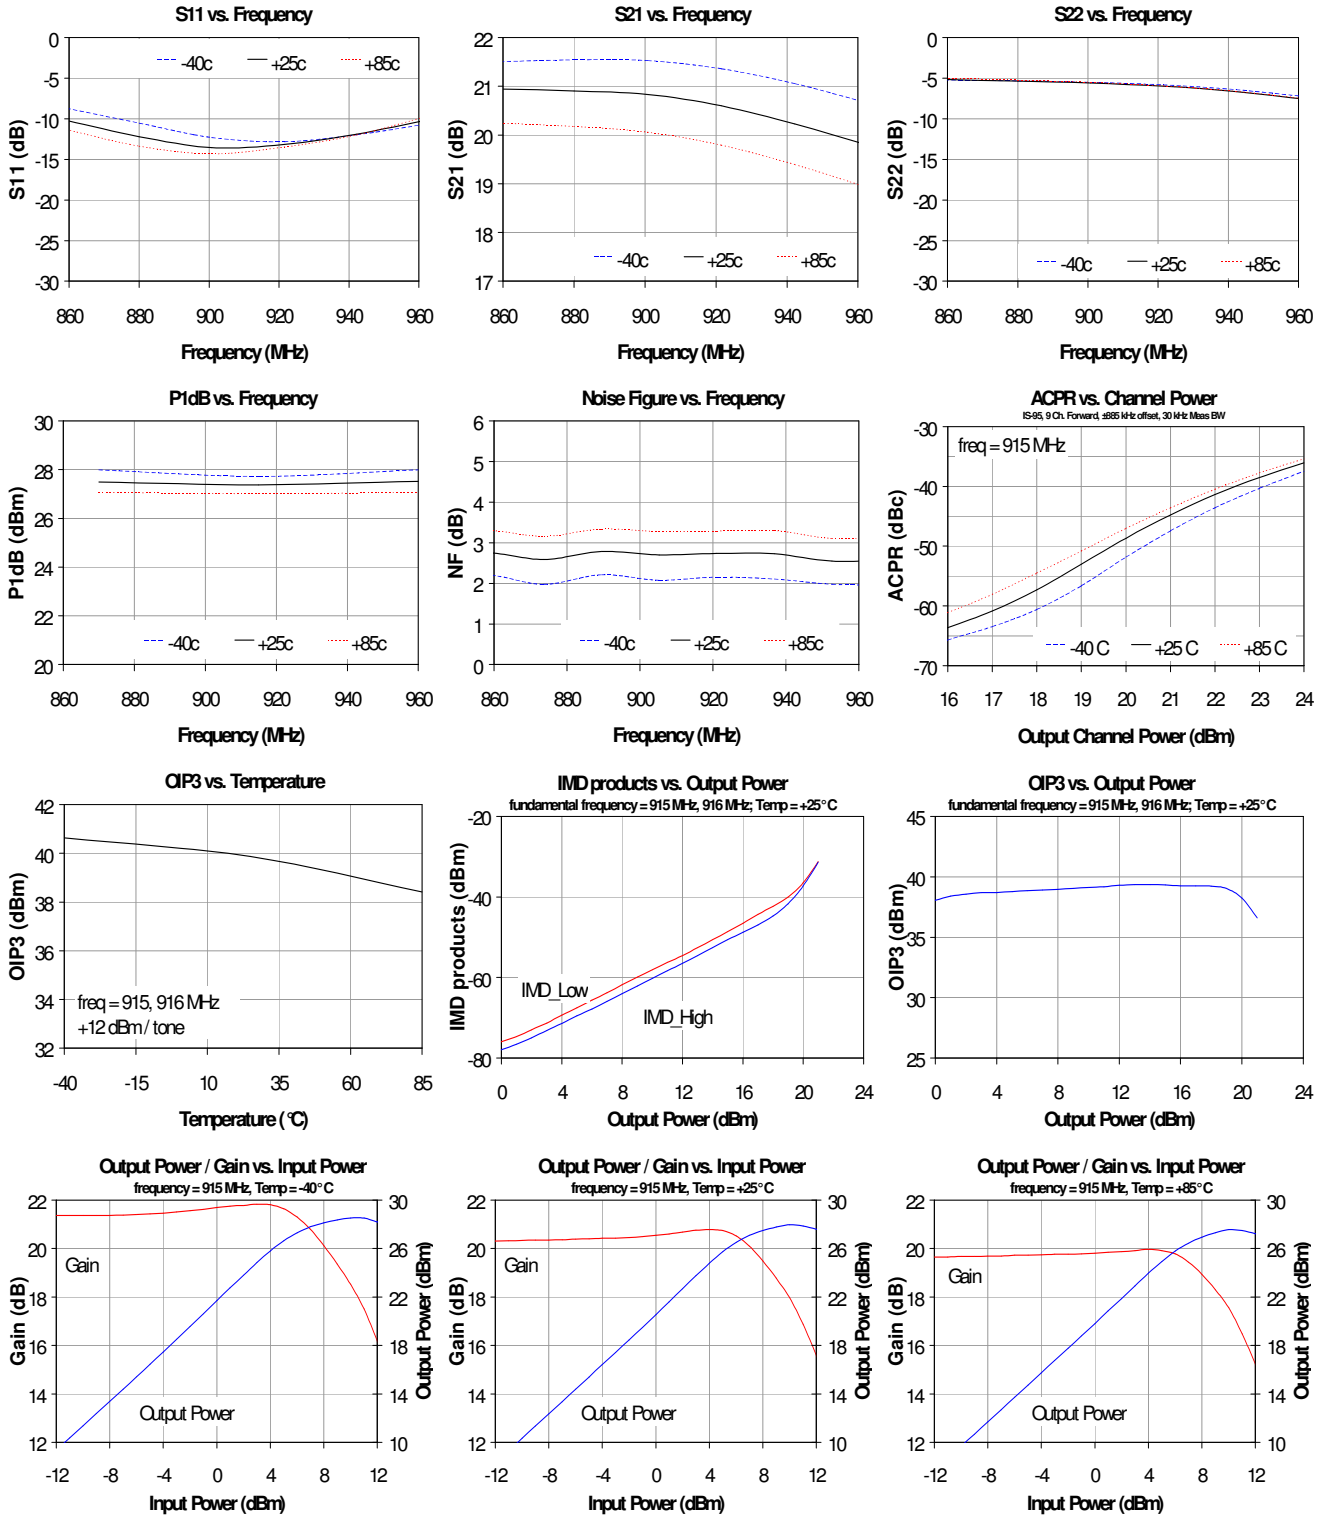 S11 vs. Frequency
0
-5
-10
-15
-20
-25
-30
S11 (dB)
-40c
+25c
+85c
860 880 900 920 940 960
Frequency (MHz)
S21 vs. Frequency
22
21
20
19
18
17
S21 (dB)
-40c
+25c
+85c
860 880 900 920 940 960
Frequency (MHz)
S22 vs. Frequency
0
-5
-10
-15
-20
-25
-30
S22 (dB)
-40c
+25c
+85c
860 880 900 920 940 960
Frequency (MHz)
P1dB vs. Frequency
30
28
26
24
22
20
P1dB (dBm)
-40c
+25c
+85c
860 880 900 920 940 960
Frequency (MHz)
Noise Figure vs. Frequency
6
5
4
3
2
1
0
NF (dB)
-40c
+25c
+85c
860 880 900 920 940 960
Frequency (MHz)
ACPR vs. Channel Power
IS-95, 9 Ch. Forward, ±885 kHz offset, 30 kHz Meas BW
freq = 915 MHz
-30
-40
-50
-60
-70
ACPR (dBc)
-40 C
+25 C
+85 C
16 17 18 19 20 21 22 23 24
Output Channel Power (dBm)
OIP3 vs. Temperature
42
40
38
36
34
32
OIP3 (dBm)
freq = 915, 916 MHz
+12 dBm / tone
-40 -15 10 35 60 85
Temperature (°C)
IMD products vs. Output Power
fundamental frequency = 915 MHz, 916 MHz; Temp = +25° C
-20
-40
-60
-80
IMD products (dBm)
IMD_Low
IMD_High
0 4 8 12 16 20 24
Output Power (dBm)
OIP3 vs. Output Power
fundamental frequency = 915 MHz, 916 MHz; Temp = +25° C
45
40
35
30
25
OIP3 (dBm)
0 4 8 12 16 20 24
Output Power (dBm)
Output Power / Gain vs. Input Power
frequency = 915 MHz, Temp = -40° C
22
20
18
16
14
12
Gain (dB)
Gain
Output Power
30
26
22
18
14
10
Output Power (dBm)
-12 -8 -4 0 4 8 12
Input Power (dBm)
Output Power / Gain vs. Input Power
frequency = 915 MHz, Temp = +25° C
22
20
18
16
14
12
Gain (dB)
Gain
Output Power
30
26
22
18
14
10
Output Power (dBm)
-12 -8 -4 0 4 8 12
Input Power (dBm)
Output Power / Gain vs. Input Power
frequency = 915 MHz, Temp = +85° C
22
20
18
16
14
12
Gain (dB)
Gain
Output Power
30
26
22
18
14
10
Output Power (dBm)
-12 -8 -4 0 4 8 12
Input Power (dBm)